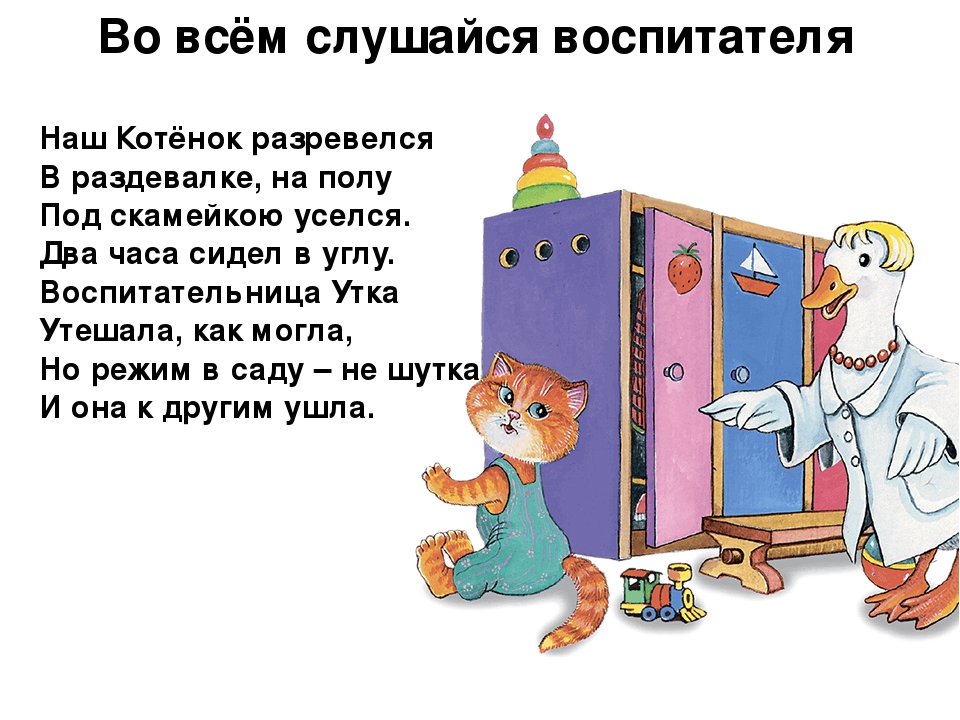 Во всём слушайся воспитателя
Наш Котёнок разревелся
В раздевалке, на полу
Под скамейкою уселся.
Два часа сидел в углу.
Воспитательница Утка
Утешала, как могла,
Но режим в саду – не шутка
И она к другим ушла.